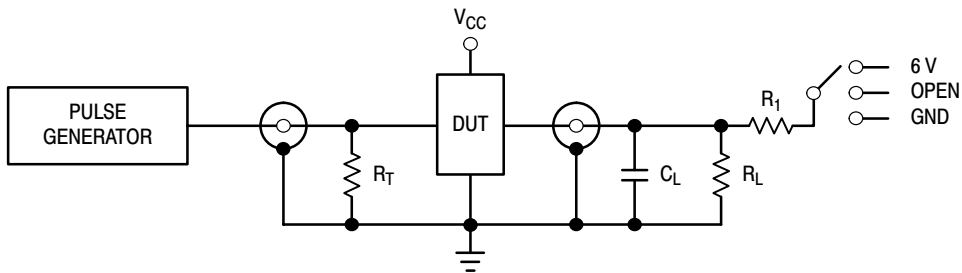 V_CC
PULSE
GENERATOR
R_T
DUT
C_L
R_L
R_1
6 V
OPEN
GND